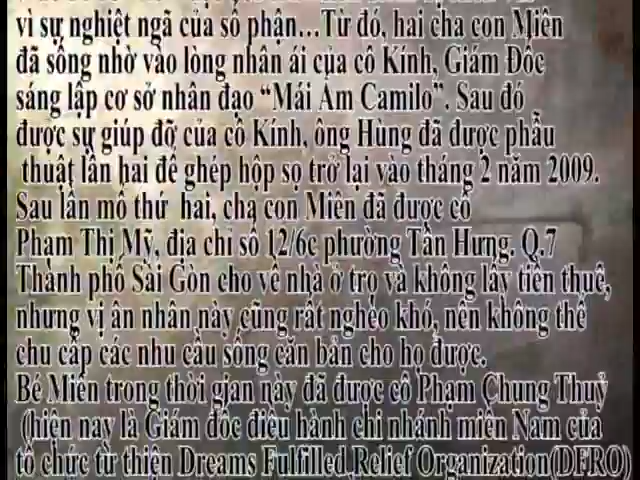 vì sự nghiệt ngã của số phận...Từ đó, hai cha con Miên
đã sống nhờ vào lòng nhân ái của cô Kính, Giám Đốc
sáng lập cơ sở nhân đạo “Mái Ấm Camilo”. Sau đó
được sự giúp đỡ của cô Kính, ông Hùng đã được phẫu
thuật lần hai để ghép hộp sọ trở lại vào tháng 2 năm 2009.
Sau lần mổ thứ hai, cha con Miên đã được cô
Phạm Thị Mỹ, địa chỉ số 12/6c phường Tân Hưng. Q.7
Thành phố Sài Gòn cho về nhà ở trọ và không lấy tiền thuê,
nhưng vị ân nhân này cũng rất nghèo khó, nên không thể
chu cấp các nhu cầu sống căn bản cho họ được.
Bé Miên trong thời gian này đã được cô Phạm Chung Thuỷ
(hiện nay là Giám đốc điều hành chi nhánh miền Nam của
tổ chức từ thiện Dreams Fulfilled Relief Organization(DFRO)